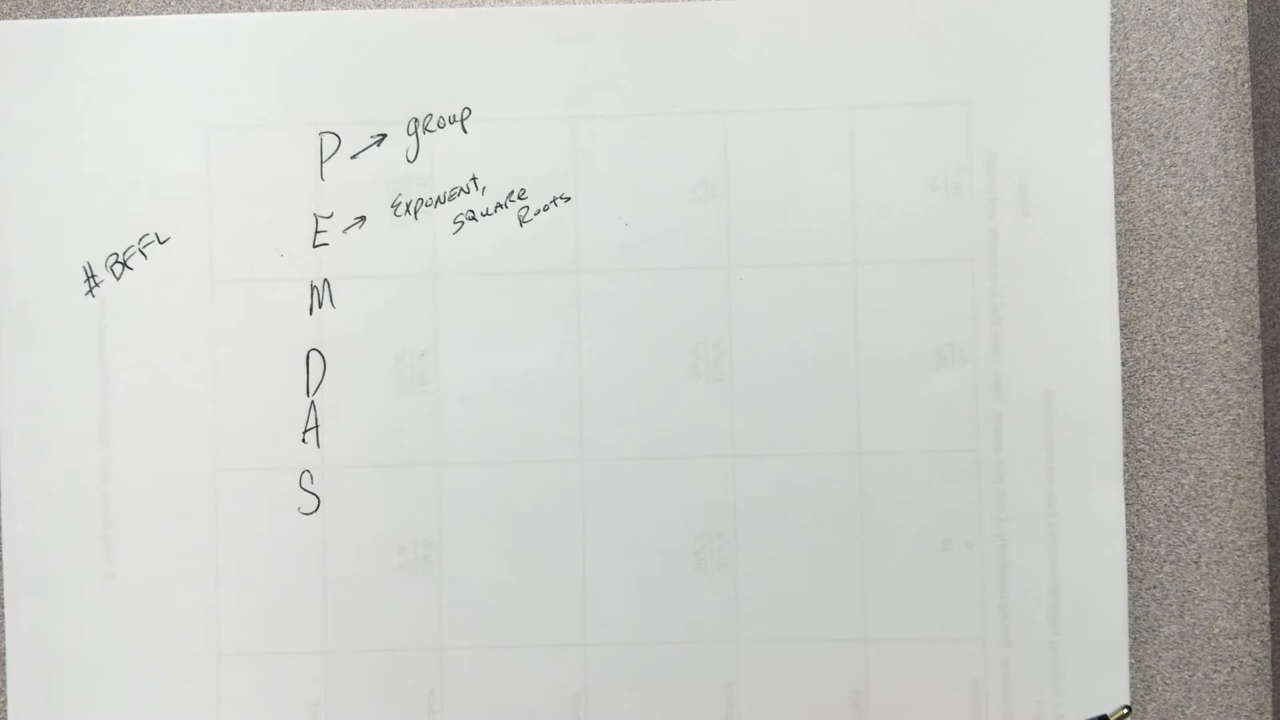 P → group
E → EXPONENT,
SQUARE
Roots
#BFFL
M
D
A
S